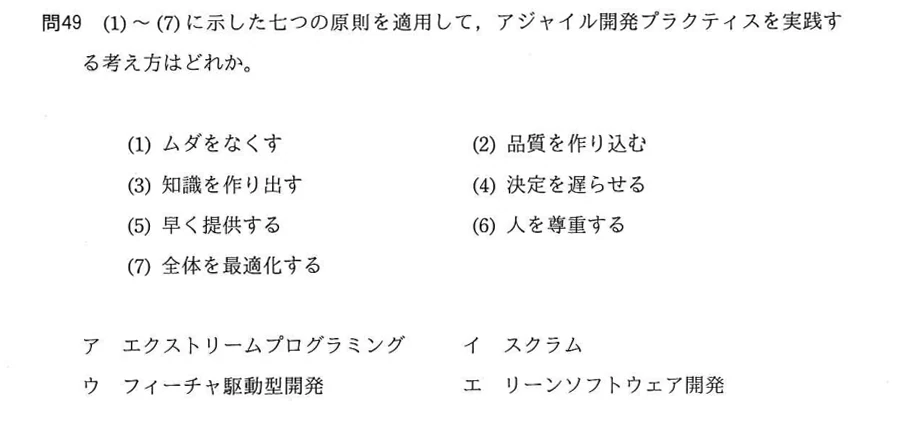 問49 (1)～(7)に示した七つの原則を適用して，アジャイル開発プラクティスを実践す
る考え方はどれか。
(1) ムダをなくす (2) 品質を作り込む
(3) 知識を作り出す (4) 決定を遅らせる
(5) 早く提供する (6) 人を尊重する
(7) 全体を最適化する
ア エクストリームプログラミング イ スクラム
ウ フィーチャ駆動型開発 エ リーンソフトウェア開発